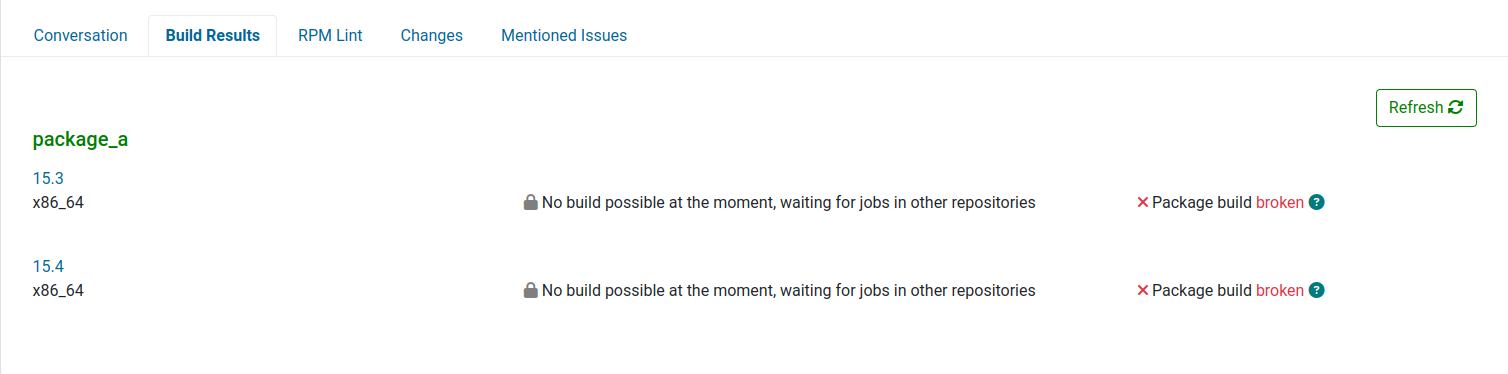 Conversation Build Results RPM Lint Changes Mentioned Issues
Refresh
package_a
15.3
x86_64 No build possible at the moment, waiting for jobs in other repositories Package build broken ?
15.4
x86_64 No build possible at the moment, waiting for jobs in other repositories Package build broken ?